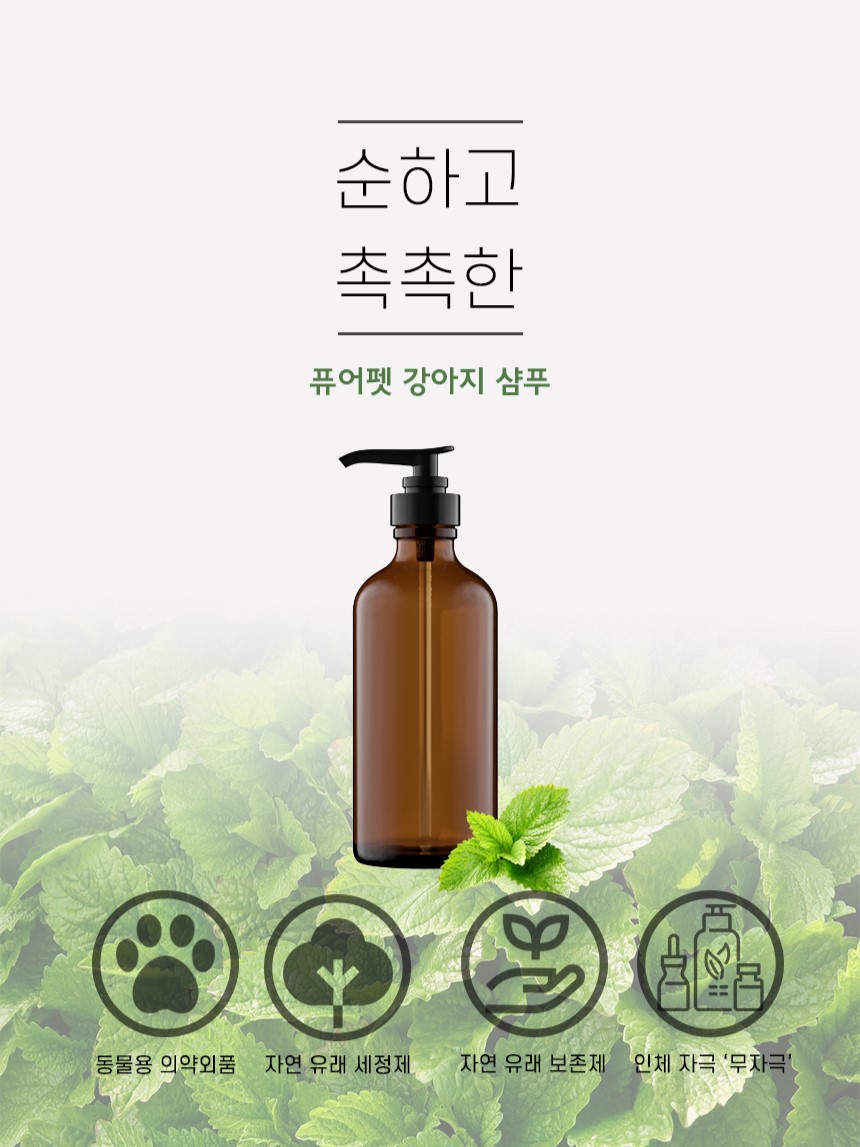 순하고
촉촉한
퓨어펫 강아지 샴푸
동물용 의약외품
자연 유래 세정제
자연 유래 보존제
인체 자극 ‘무자극’